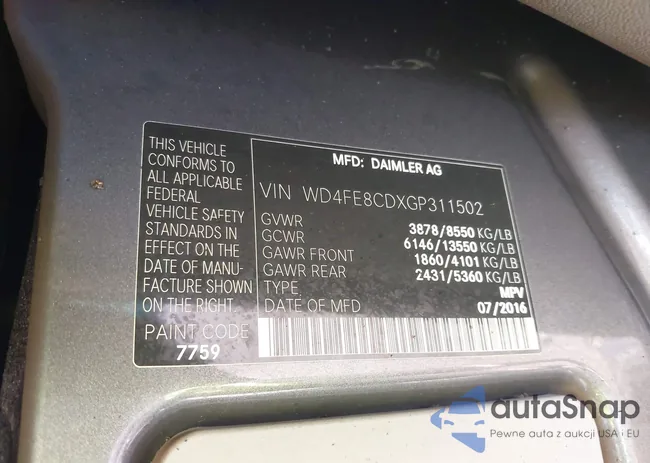 THIS VEHICLE
CONFORMS TO
ALL APPLICABLE
FEDERAL
VEHICLE SAFETY
STANDARDS IN
EFFECT ON THE
DATE OF MANU-
FACTURE SHOWN
ON THE RIGHT.
PAINT CODE
7759
MFD: DAIMLER AG
VIN WD4FE8CDXGP311502
GVWR 3878/8550 KG/LB
GCWR 6146/13550 KG/LB
GAWR FRONT 1860/4101 KG/LB
GAWR REAR 2431/5360 KG/LB
TYPE MPV
DATE OF MFD 07/2016
autaSnap
Pewne auta z aukcji USA i EU